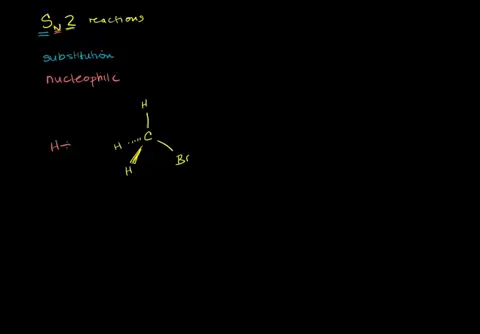 SN2 reactions
substitution
nucleophilic
H
H C
H
Br
H